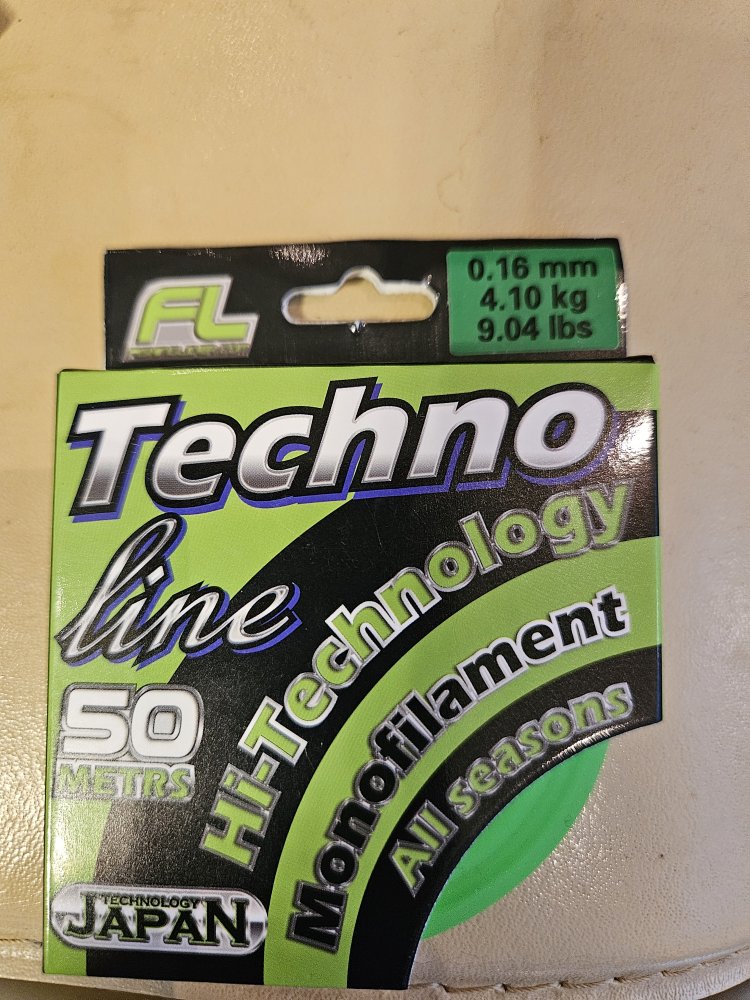 FL
0.16 mm
4.10 kg
9.04 lbs
Techno
line
Hi-Technology
Monofilament
All seasons
50
METRS
TECHNOLOGY
JAPAN